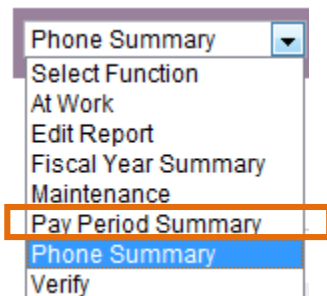 Phone Summary
Select Function
At Work
Edit Report
Fiscal Year Summary
Maintenance
Pay Period Summary
Phone Summary
Verify